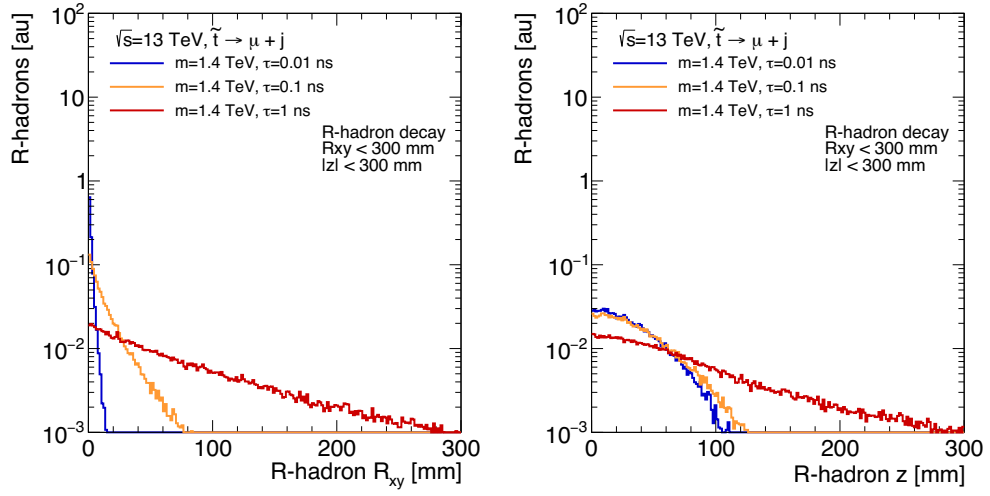 R-hadrons [au]
10²
10
1
10⁻¹
10⁻²
10⁻³
√s=13 TeV, t̃ → μ + j
m=1.4 TeV, τ=0.01 ns
m=1.4 TeV, τ=0.1 ns
m=1.4 TeV, τ=1 ns
R-hadron decay
Rxy < 300 mm
|z| < 300 mm
0 100 200 300
R-hadron Rxy [mm]
R-hadrons [au]
10²
10
1
10⁻¹
10⁻²
10⁻³
√s=13 TeV, t̃ → μ + j
m=1.4 TeV, τ=0.01 ns
m=1.4 TeV, τ=0.1 ns
m=1.4 TeV, τ=1 ns
R-hadron decay
Rxy < 300 mm
|z| < 300 mm
0 100 200 300
R-hadron z [mm]